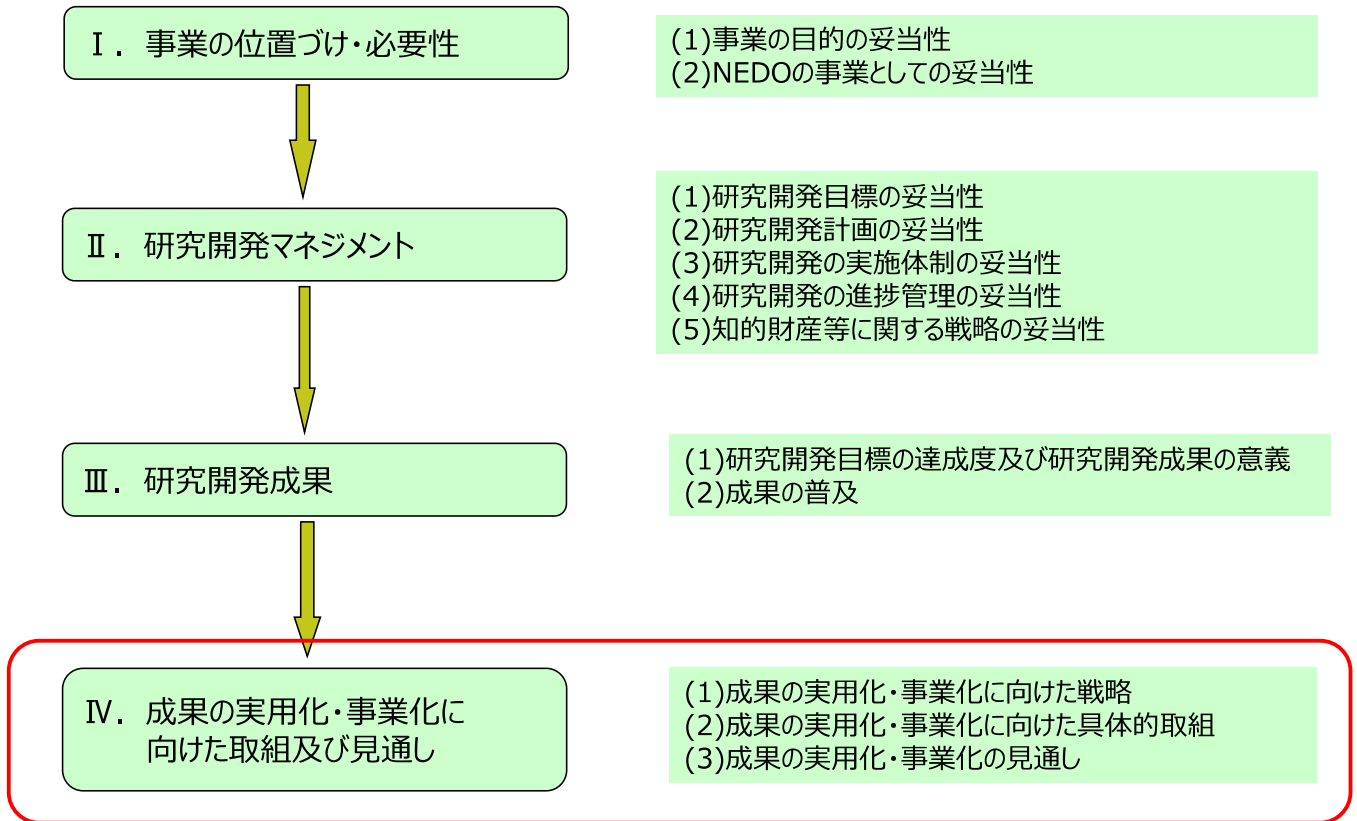 Ⅰ．事業の位置づけ・必要性
(1)事業の目的の妥当性
(2)NEDOの事業としての妥当性
Ⅱ．研究開発マネジメント
(1)研究開発目標の妥当性
(2)研究開発計画の妥当性
(3)研究開発の実施体制の妥当性
(4)研究開発の進捗管理の妥当性
(5)知的財産等に関する戦略の妥当性
Ⅲ．研究開発成果
(1)研究開発目標の達成度及び研究開発成果の意義
(2)成果の普及
Ⅳ．成果の実用化・事業化に
向けた取組及び見通し
(1)成果の実用化・事業化に向けた戦略
(2)成果の実用化・事業化に向けた具体的取組
(3)成果の実用化・事業化の見通し